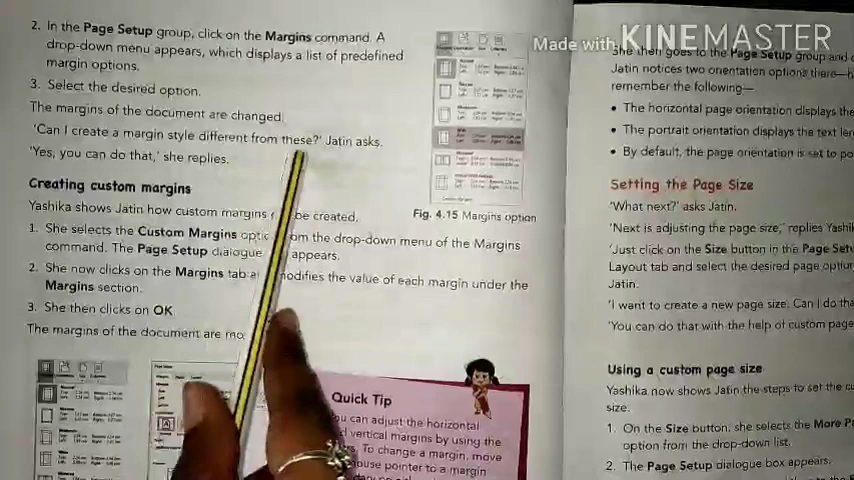 2. In the Page Setup group, click on the Margins command. A
drop-down menu appears, which displays a list of predefined
margin options.
3. Select the desired option.
The margins of the document are changed.
'Can I create a margin style different from these?' Jatin asks.
'Yes, you can do that,' she replies.
Fig. 4.15 Margins option
Creating custom margins
Yashika shows Jatin how custom margins be created.
1. She selects the Custom Margins from the drop-down menu of the Margins
command. The Page Setup dialogue appears.
2. She now clicks on the Margins tab modifies the value of each margin under the
Margins section.
3. She then clicks on OK
The margins of the document are
Quick Tip
You can adjust the horizontal
vertical margins by using the
To change a margin, move
mouse pointer to a margin
Made with KINEMASTER
She then goes to the Page Setup group and
Jatin notices two orientation options there—
remember the following—
• The horizontal page orientation displays the
• The portrait orientation displays the text
• By default, the page orientation is set to
Setting the Page Size
'What next?' asks Jatin.
'Next is adjusting the page size,' replies
'Just click on the Size button in the Page
Layout tab and select the desired page
Jatin.
'I want to create a new page size. Can I do
'You can do that with the help of custom page
Using a custom page size
Yashika now shows Jatin the steps to set the
size.
1. On the Size button, she selects the More
option from the drop-down list.
2. The Page Setup dialogue box appears.